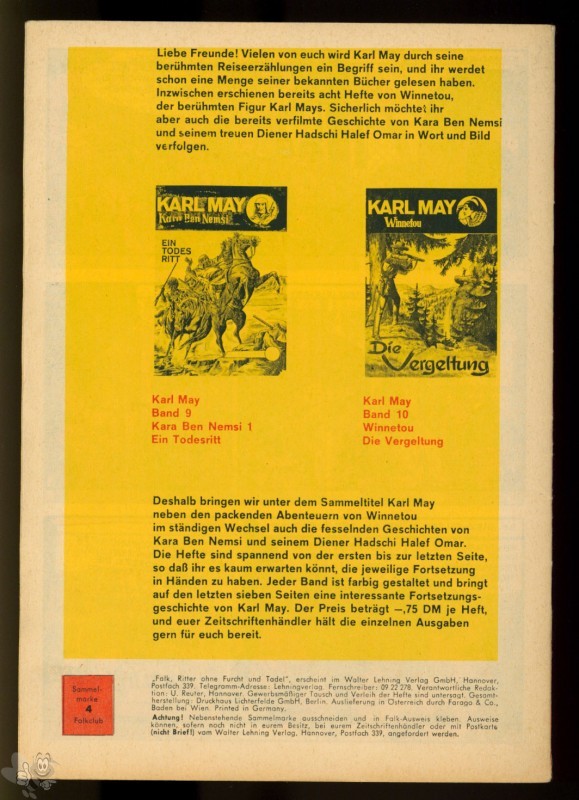 Liebe Freunde! Vielen von euch wird Karl May durch seine
berühmten Reiseerzählungen ein Begriff sein, und ihr werdet
schon eine Menge seiner bekannten Bücher gelesen haben.
Inzwischen erschienen bereits acht Hefte von Winnetou,
der berühmten Figur Karl Mays. Sicherlich möchtet ihr
aber auch die bereits verfilmte Geschichte von Kara Ben Nemsi
und seinem treuen Diener Hadschi Halef Omar in Wort und Bild
verfolgen.
KARL MAY
Kara Ben Nemsi
EIN
TODES
RITT
KARL MAY
Winnetou
Die
Vergeltung
Karl May
Band 9
Kara Ben Nemsi 1
Ein Todesritt
Karl May
Band 10
Winnetou
Die Vergeltung
Deshalb bringen wir unter dem Sammeltitel Karl May
neben den packenden Abenteuern von Winnetou
im ständigen Wechsel auch die fesselnden Geschichten von
Kara Ben Nemsi und seinem Diener Hadschi Halef Omar.
Die Hefte sind spannend von der ersten bis zur letzten Seite,
so daß ihr es kaum erwarten könnt, die jeweilige Fortsetzung
in Händen zu haben. Jeder Band ist farbig gestaltet und bringt
auf den letzten sieben Seiten eine interessante Fortsetzungs-
geschichte von Karl May. Der Preis beträgt —,75 DM je Heft,
und euer Zeitschriftenhändler hält die einzelnen Ausgaben
gern für euch bereit.
Sammel-
marke
4
Falkclub
„Falk, Ritter ohne Furcht und Tadel", erscheint im Walter Lehning Verlag GmbH, Hannover,
Postfach 339. Telegramm-Adresse: Lehningverlag. Fernschreiber: 09 22 278. Verantwortliche Redak-
tion: U. Reuter, Hannover. Gewerbsmäßiger Tausch und Verleih der Hefte sind untersagt. Gesamt-
herstellung: Druckhaus Lichterfelde GmbH, Berlin. Auslieferung in Österreich durch Farago & Co.,
Baden bei Wien. Printed in Germany.
Achtung! Nebenstehende Sammelmarke ausschneiden und in Falk-Ausweis kleben. Ausweise
können, sofern noch nicht in eurem Besitz, bei eurem Zeitschriftenhändler oder mit Postkarte
(nicht Brief!) vom Walter Lehning Verlag, Hannover, Postfach 339, angefordert werden.